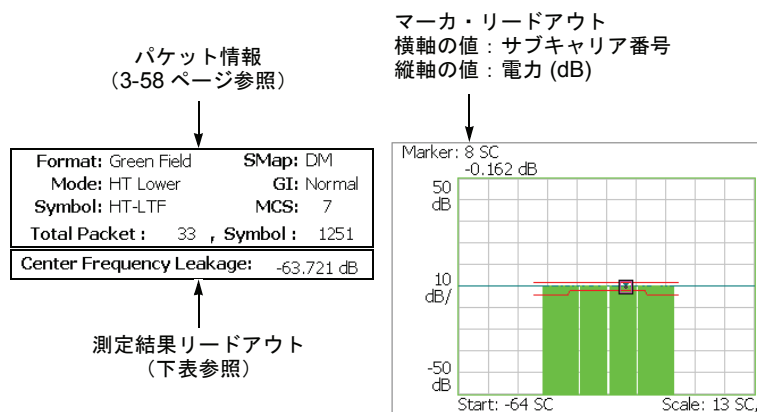 パケット情報
(3-58 ページ参照)
マーカ・リードアウト
横軸の値：サブキャリア番号
縦軸の値：電力 (dB)
Format: Green Field SMap: DM
Mode: HT Lower GI: Normal
Symbol: HT-LTF MCS: 7
Total Packet : 33 , Symbol : 1251
Center Frequency Leakage: -63.721 dB
測定結果リードアウト
(下表参照)
Marker: 8 SC
-0.162 dB
50
dB
10
dB/
-50
dB
Start: -64 SC Scale: 13 SC,